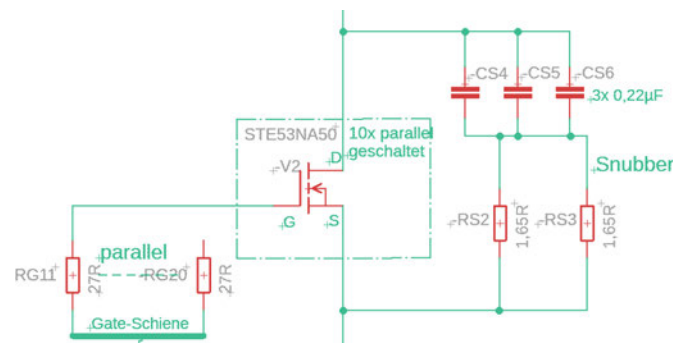 -CS4
-CS5
-CS6
3x 0,22µF
STE53NA50
10x parallel
geschaltet
-V2
D
G
S
Snubber
-RS2
1,65R
-RS3
1,65R
parallel
RG11
27R
-RG20
27R
Gate-Schiene